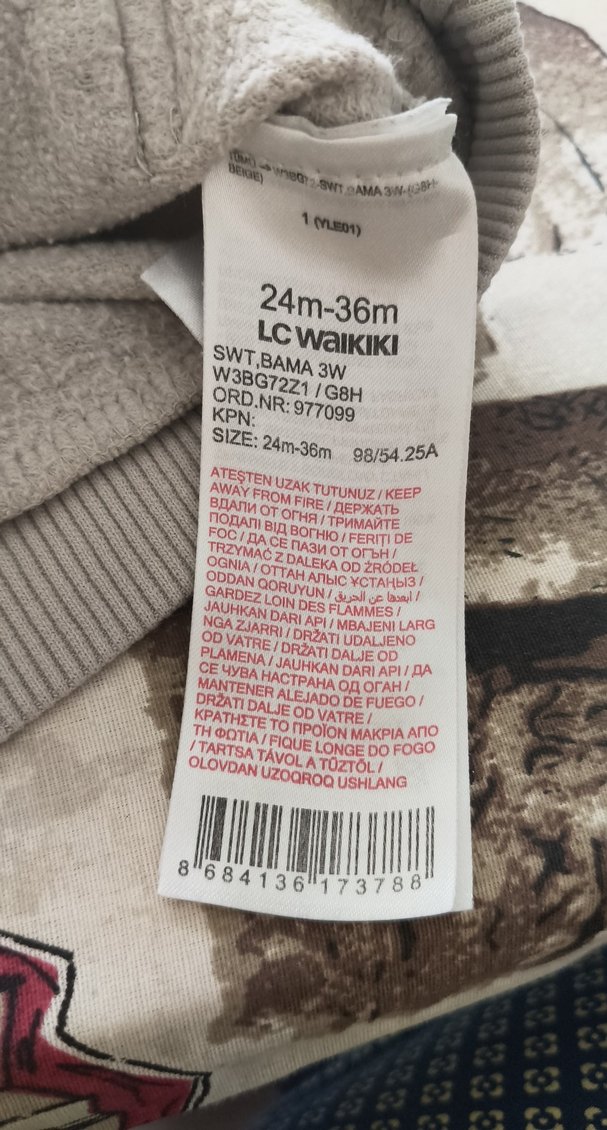 BEIGE)
1 (YLE01)
24m-36m
LC WAIKIKI
SWT,BAMA 3W
W3BG72Z1 / G8H
ORD.NR: 977099
KPN:
SIZE: 24m-36m 98/54.25A
ATEŞTEN UZAK TUTUNUZ / KEEP
AWAY FROM FIRE / ДЕРЖАТЬ
ВДАЛИ ОТ ОГНЯ / ТРИМАЙТЕ
ПОДАЛІ ВІД ВОГНЮ / FERITI DE
FOC / ДА СЕ ПАЗИ ОТ ОГЪН /
TRZYMAĆ Z DALEKA OD ŹRÓDEŁ
OGNIA / ОТТАН АЛЫС ҰСТАҢЫЗ /
ODDAN QORUYUN / ابعدها عن الحريق /
GARDEZ LOIN DES FLAMMES /
JAUHKAN DARI API / MBAJENI LARG
NGA ZJARRI / DRŽATI UDALJENO
OD VATRE / DRŽATI DALJE OD
PLAMENA / JAUHKAN DARI API / ДА
СЕ ЧУВА НАСТРАНА ОД ОГАН /
MANTENER ALEJADO DE FUEGO /
DRŽATI DALJE OD VATRE /
ΚΡΑΤΗΣΤΕ ΤΟ ΠΡΟΪΟΝ ΜΑΚΡΙΑ ΑΠΟ
ΤΗ ΦΩΤΙΑ / FIQUE LONGE DO FOGO
/ TARTSA TÁVOL A TŰZTŐL /
OLOVDAN UZOQROQ USHLANG
8 684136 173788